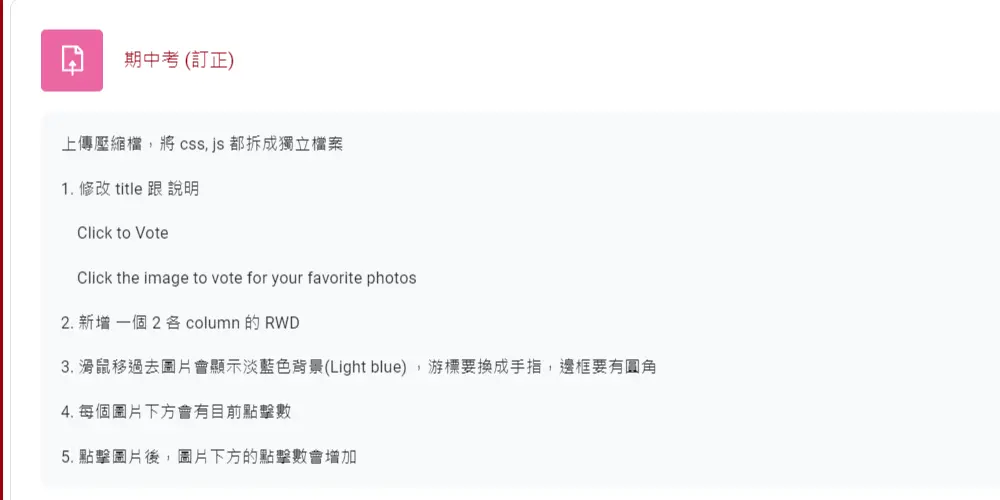 期中考 (訂正)
上傳壓縮檔，將 css, js 都拆成獨立檔案
1. 修改 title 跟 說明
Click to Vote
Click the image to vote for your favorite photos
2. 新增 一個 2 各 column 的 RWD
3. 滑鼠移過去圖片會顯示淡藍色背景(Light blue) ，游標要換成手指，邊框要有圓角
4. 每個圖片下方會有目前點擊數
5. 點擊圖片後，圖片下方的點擊數會增加